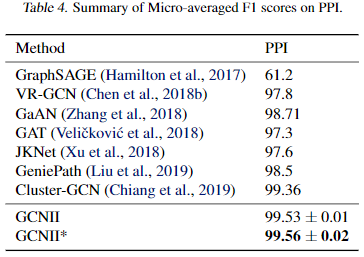 Table 4. Summary of Micro-averaged F1 scores on PPI.
Method PPI
GraphSAGE (Hamilton et al., 2017) 61.2
VR-GCN (Chen et al., 2018b) 97.8
GaAN (Zhang et al., 2018) 98.71
GAT (Veličković et al., 2018) 97.3
JKNet (Xu et al., 2018) 97.6
GeniePath (Liu et al., 2019) 98.5
Cluster-GCN (Chiang et al., 2019) 99.36
GCNII 99.53 ± 0.01
GCNII* 99.56 ± 0.02